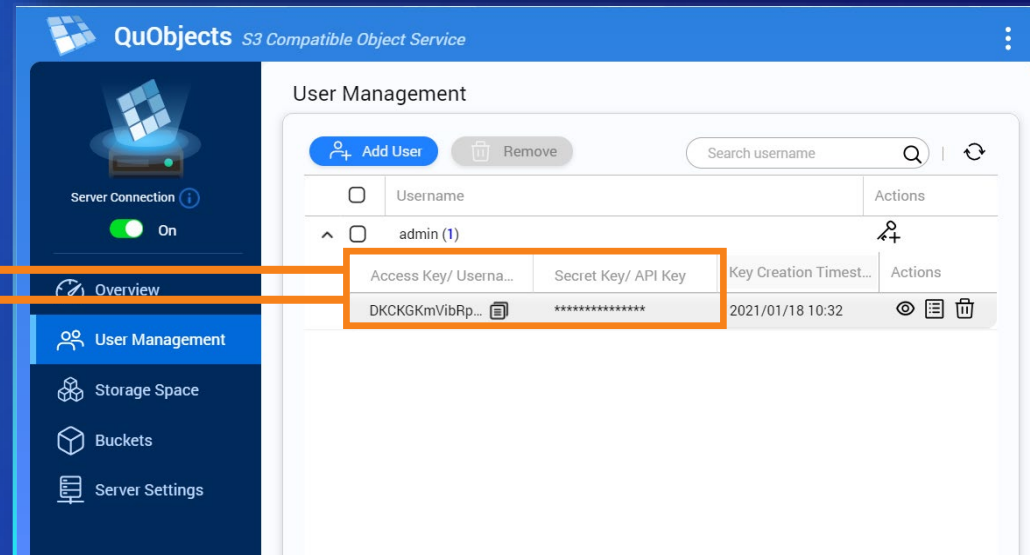 QuObjects S3 Compatible Object Service
Server Connection
On
Overview
User Management
Storage Space
Buckets
Server Settings
User Management
Add User Remove Search username
Username Actions
admin (1)
Access Key/ Userna... Secret Key/ API Key Key Creation Timest... Actions
DKCKGKmVibRp... *************** 2021/01/18 10:32